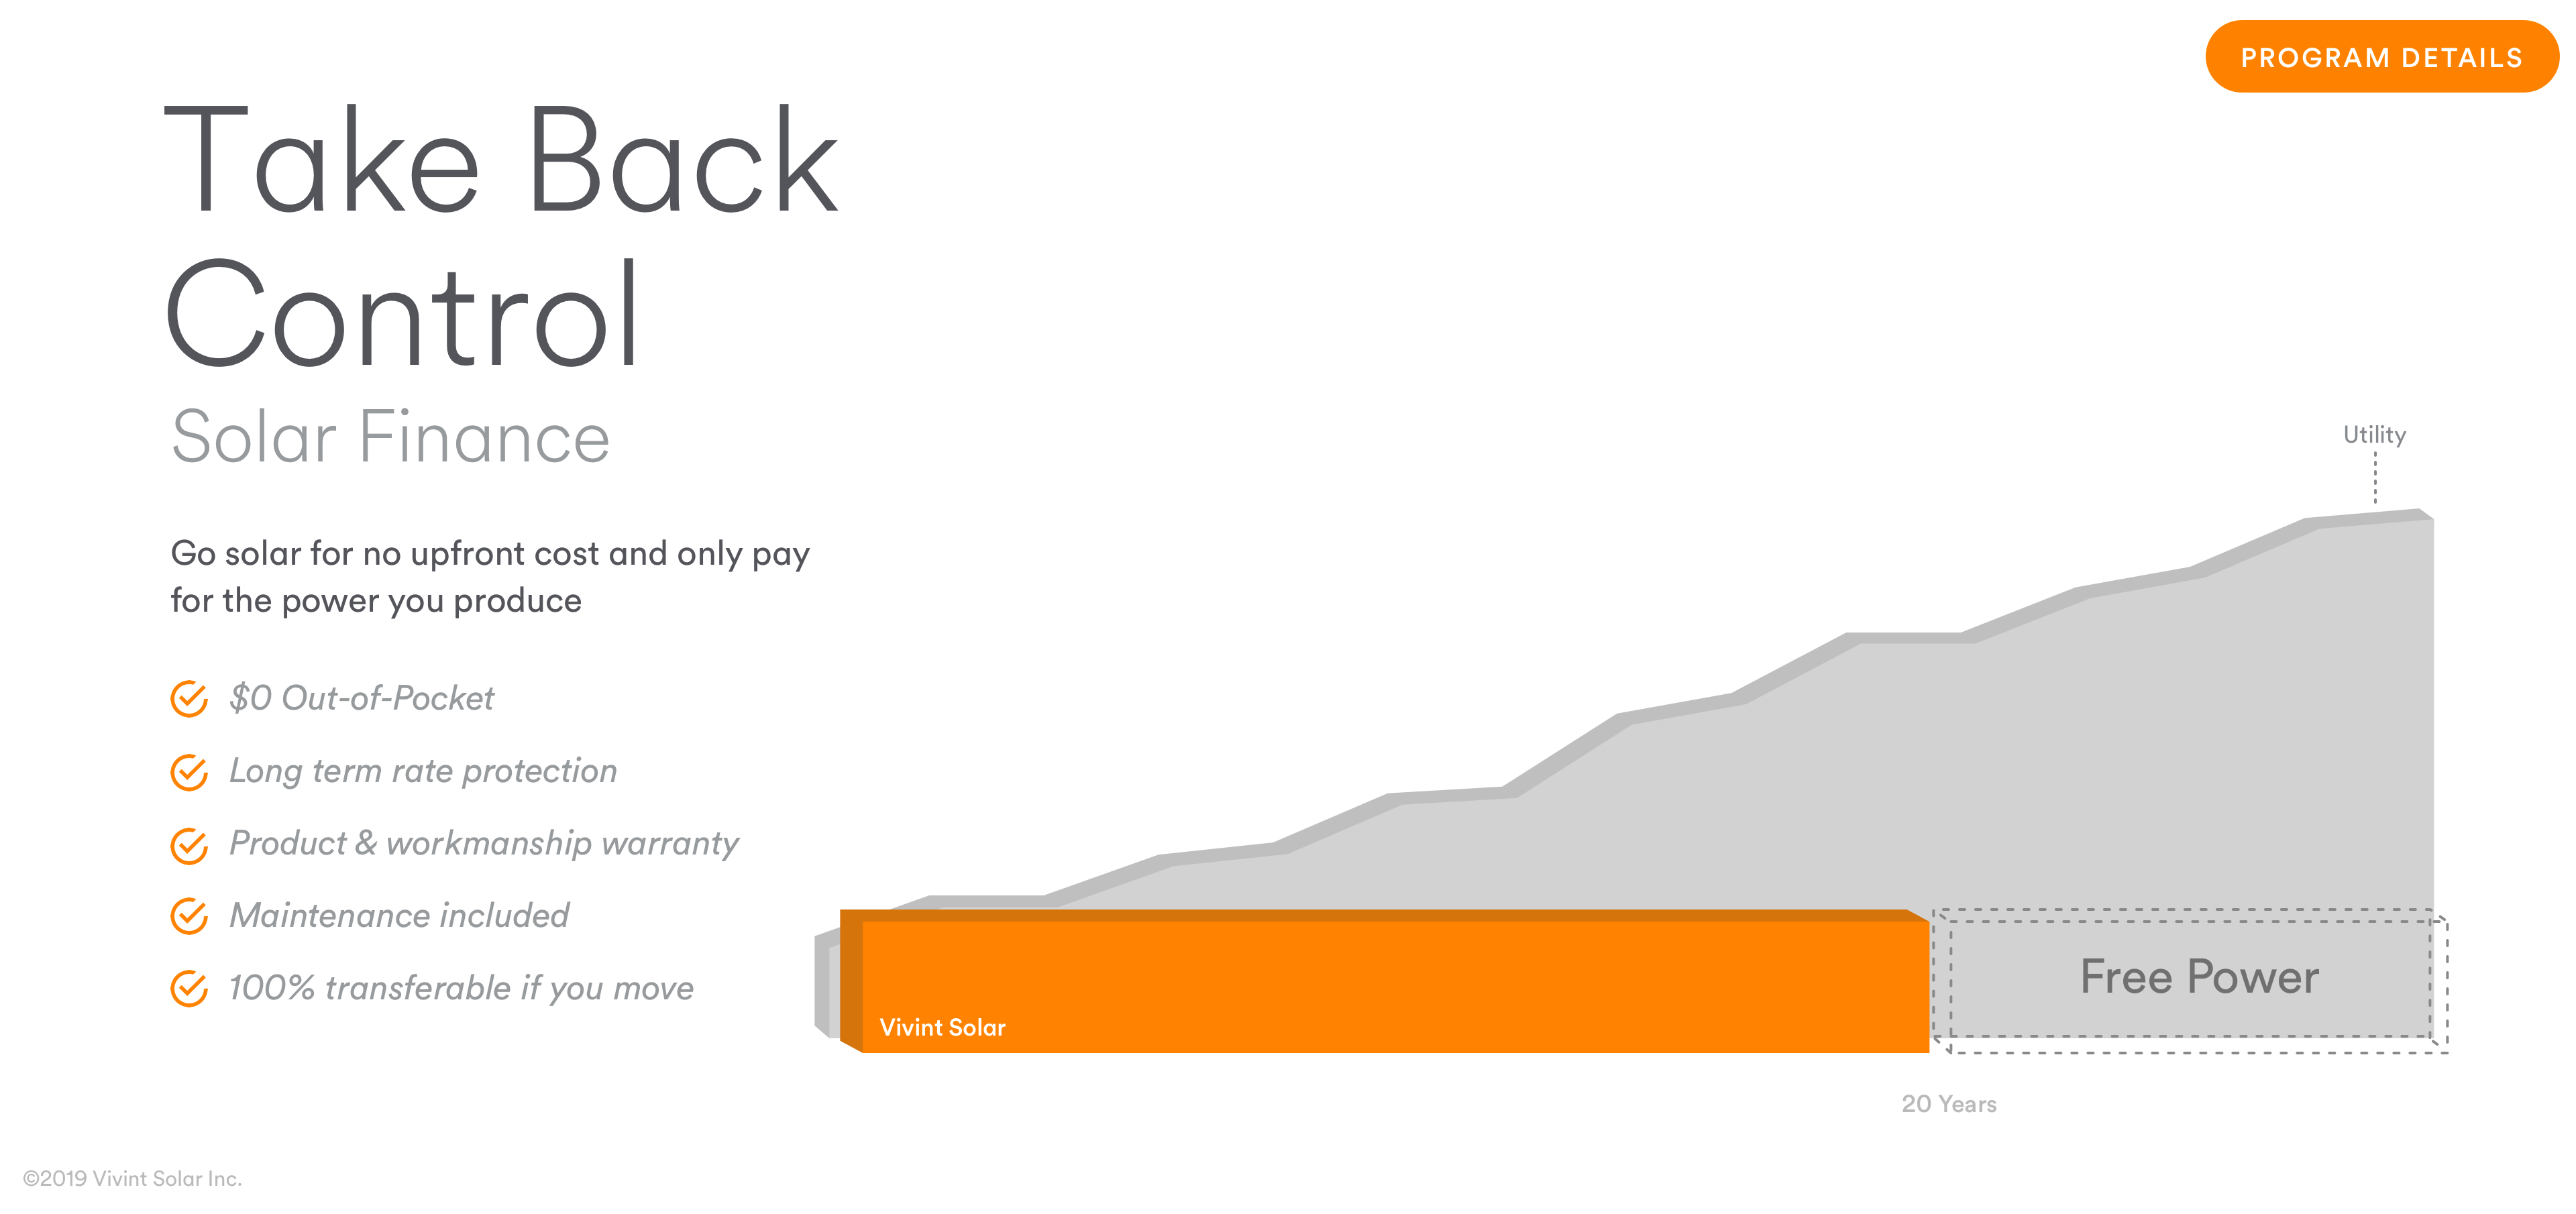 PROGRAM DETAILS
Take Back
Control
Solar Finance
Go solar for no upfront cost and only pay
for the power you produce
$0 Out-of-Pocket
Long term rate protection
Product & workmanship warranty
Maintenance included
100% transferable if you move
Utility
Free Power
Vivint Solar
20 Years
©2019 Vivint Solar Inc.